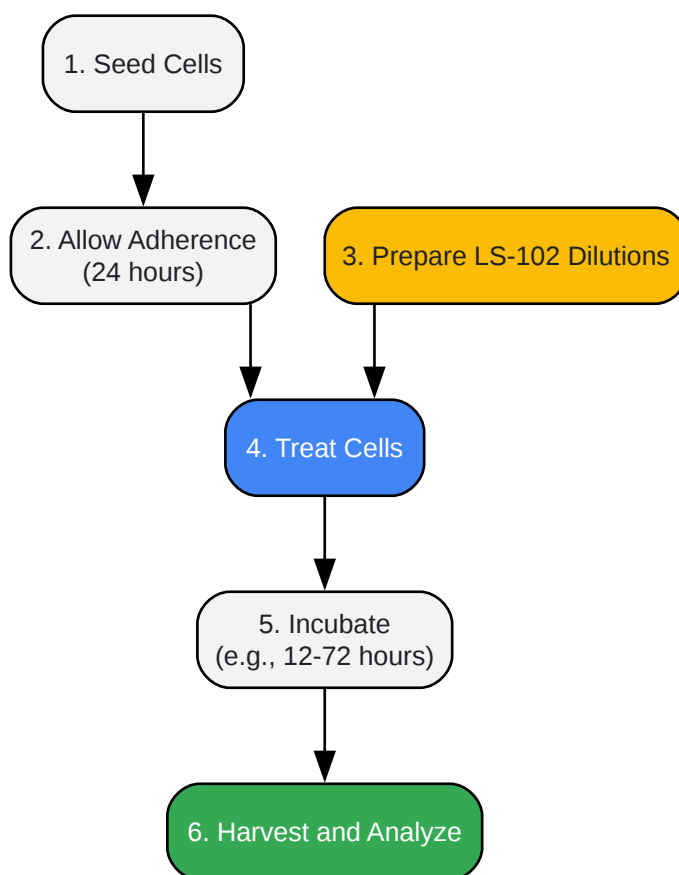 1. Seed Cells
2. Allow Adherence
(24 hours)
3. Prepare LS-102 Dilutions
4. Treat Cells
5. Incubate
(e.g., 12-72 hours)
6. Harvest and Analyze